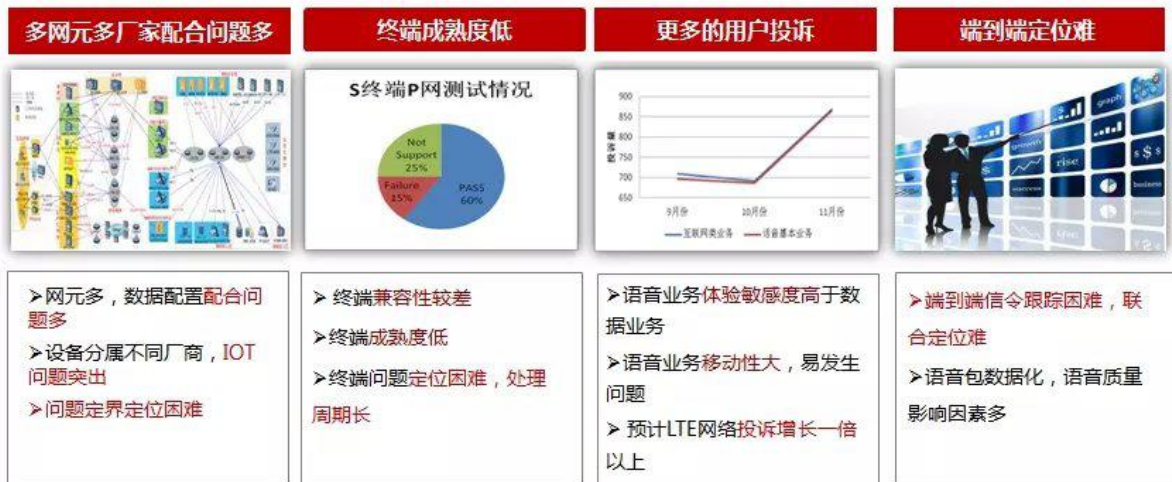 多网元多厂家配合问题多
终端成熟度低
更多的用户投诉
端到端定位难
S终端P网测试情况
Not
Support
25%
Failure
15%
PASS
60%
投诉量
900
850
800
750
700
650
9月份
10月份
11月份
互联网类业务
语音基本业务
graph
growth
rise
success
$
s$
business
➢网元多，数据配置配合问
题多
➢设备分属不同厂商，IOT
问题突出
➢问题定界定位困难
➢ 终端兼容性较差
➢终端成熟度低
➢终端问题定位困难，处理
周期长
➢语音业务体验敏感度高于数
据业务
➢语音业务移动性大，易发生
问题
➢ 预计LTE网络投诉增长一倍
以上
➢端到端信令跟踪困难，联
合定位难
➢语音包数据化，语音质量
影响因素多